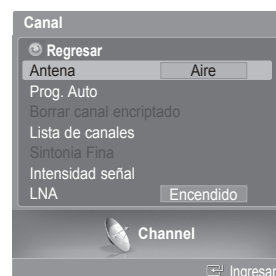 Canal
Regresar
Antena Aire
Prog. Auto
Borrar canal encriptado
Lista de canales
Sintonia Fina
Intensidad señal
LNA Encendido
Channel
Ingresar